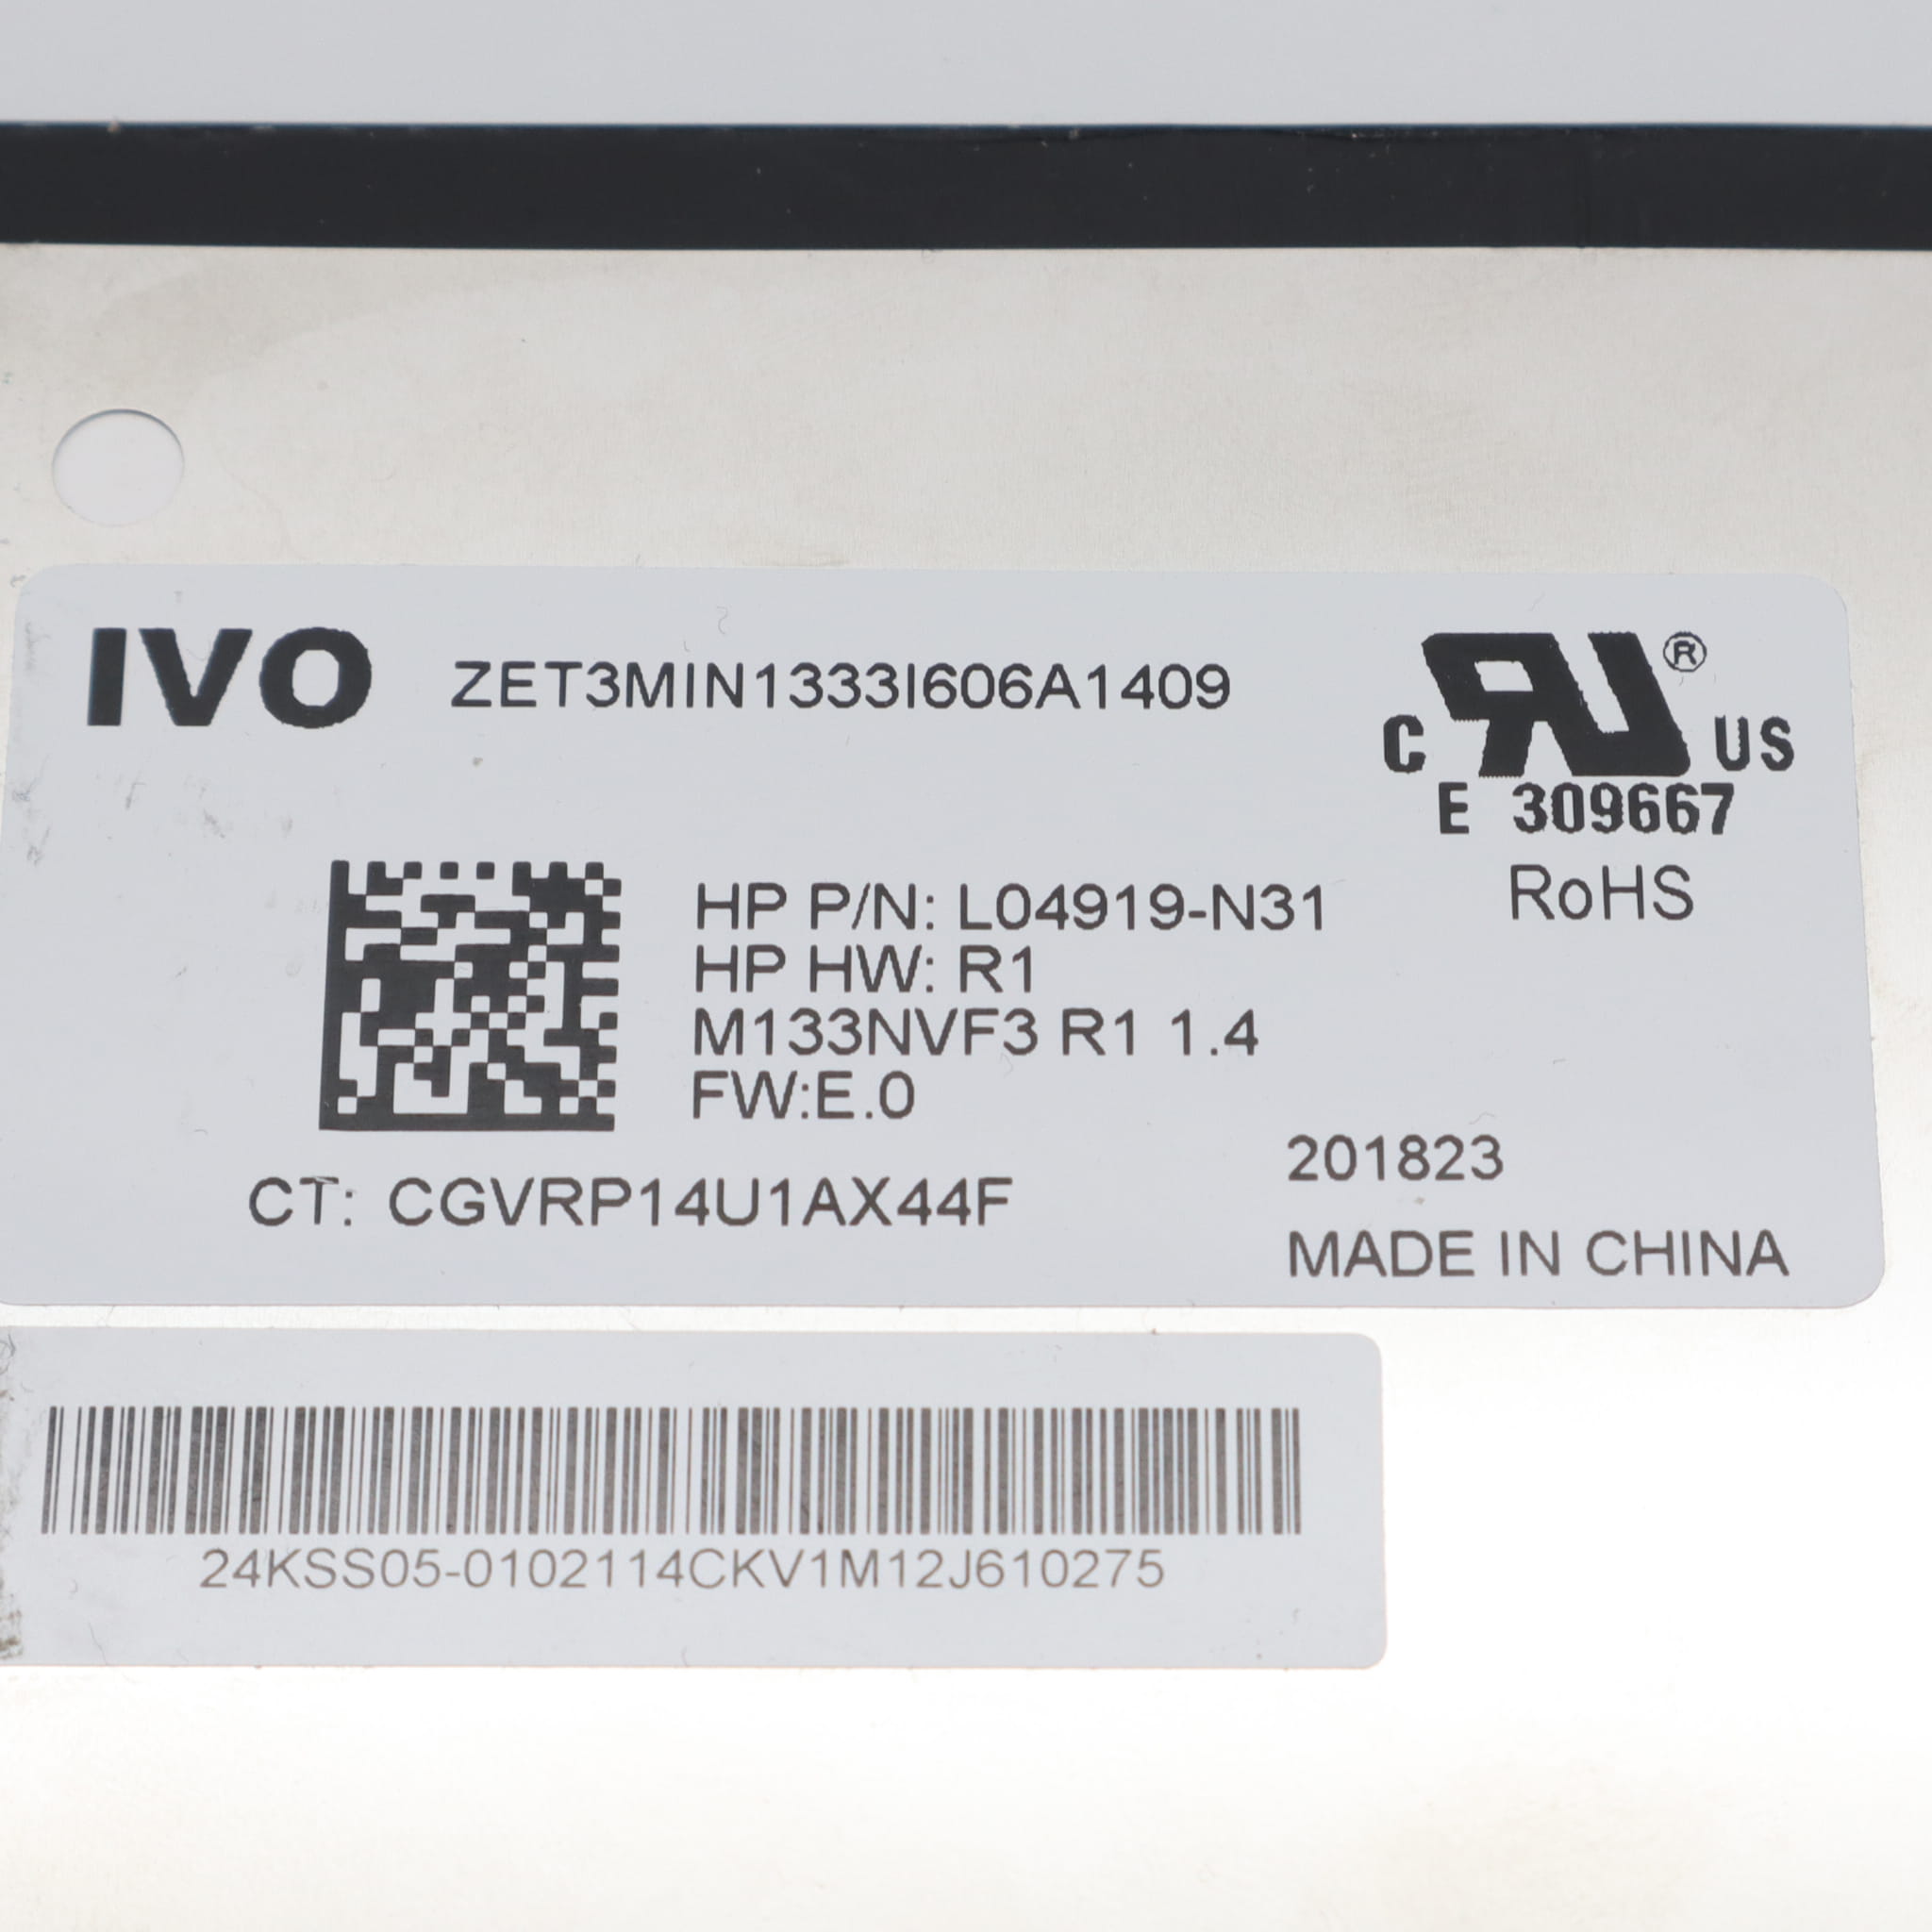 IVO ZET3MIN1333I606A1409
C RU® US
E 309667
RoHS
HP P/N: L04919-N31
HP HW: R1
M133NVF3 R1 1.4
FW:E.0
CT: CGVRP14U1AX44F
201823
MADE IN CHINA
24KSS05-0102114CKV1M12J610275